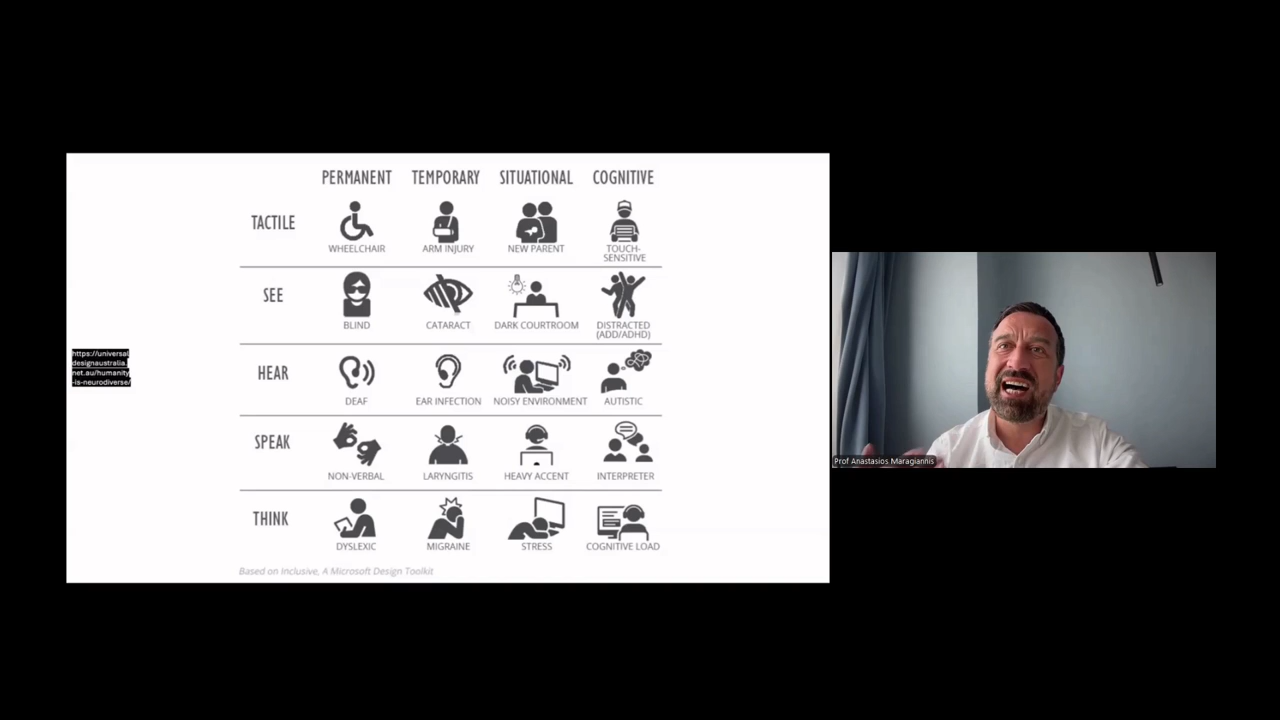 PERMANENT TEMPORARY SITUATIONAL COGNITIVE
TACTILE
WHEELCHAIR ARM INJURY NEW PARENT TOUCH-
SENSITIVE
SEE
BLIND CATARACT DARK COURTROOM DISTRACTED
(ADD/ADHD)
https://universal
designaustralia.
net.au/humanity
-is-neurodiverse/
HEAR
DEAF EAR INFECTION NOISY ENVIRONMENT AUTISTIC
SPEAK
NON-VERBAL LARYNGITIS HEAVY ACCENT INTERPRETER
THINK
DYSLEXIC MIGRAINE STRESS COGNITIVE LOAD
Based on Inclusive, A Microsoft Design Toolkit
Prof Anastasios Maragiannis